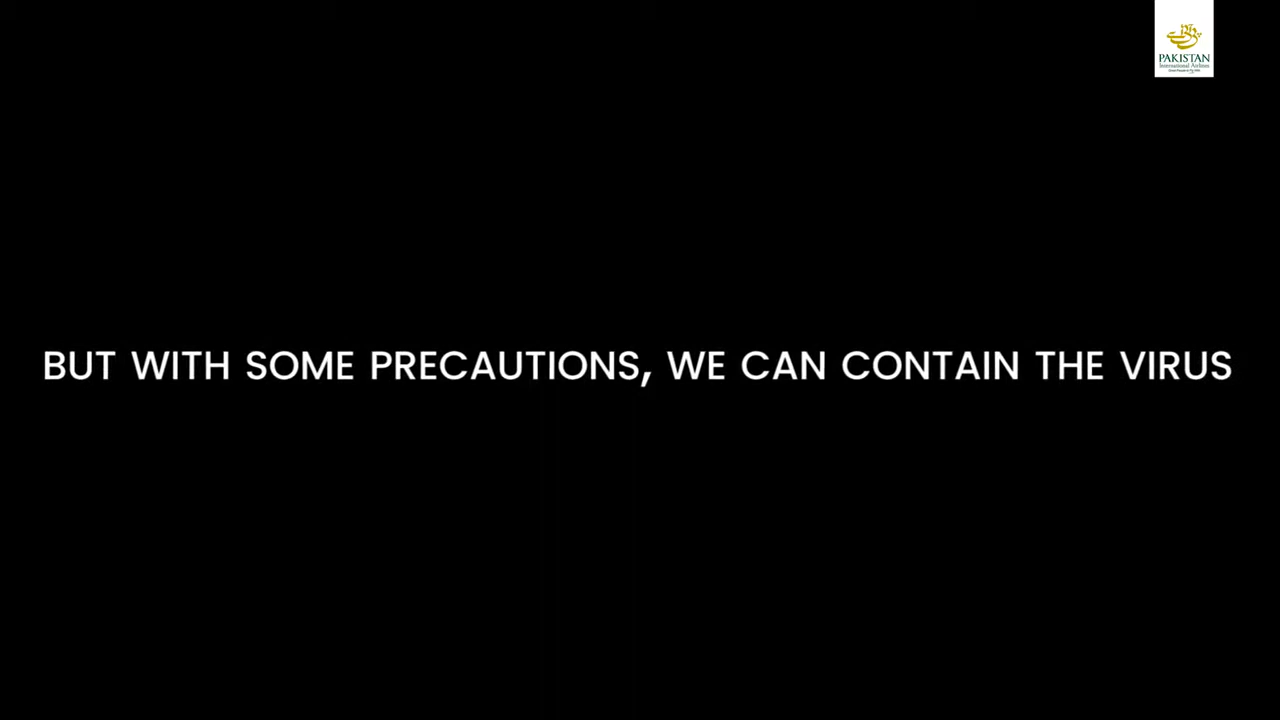 PAKISTAN
International Airlines
BUT WITH SOME PRECAUTIONS, WE CAN CONTAIN THE VIRUS